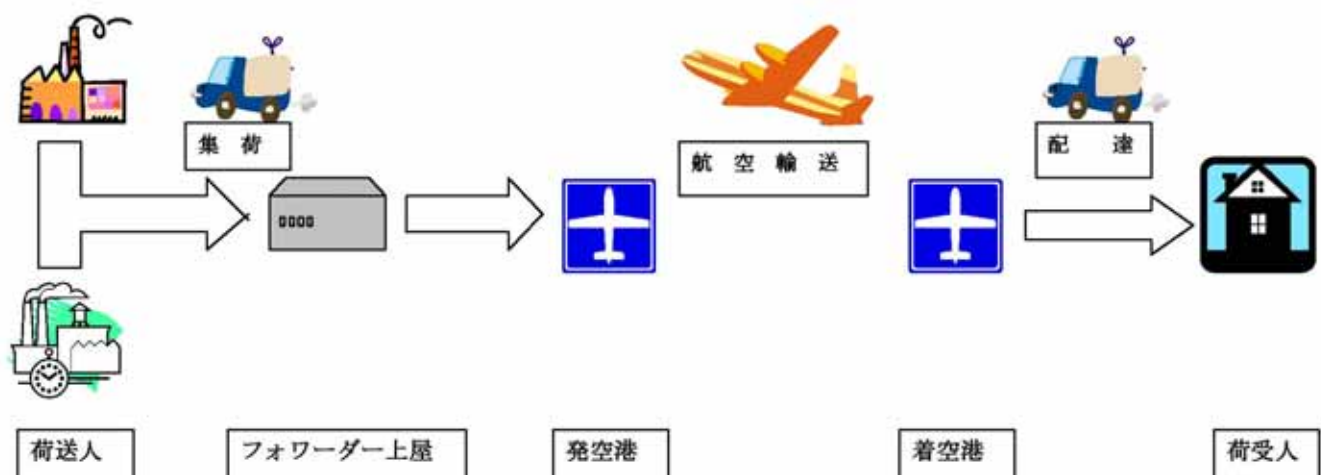 集 荷
航 空 輸 送
配 達
荷送人
フォワーダー上屋
発空港
着空港
荷受人